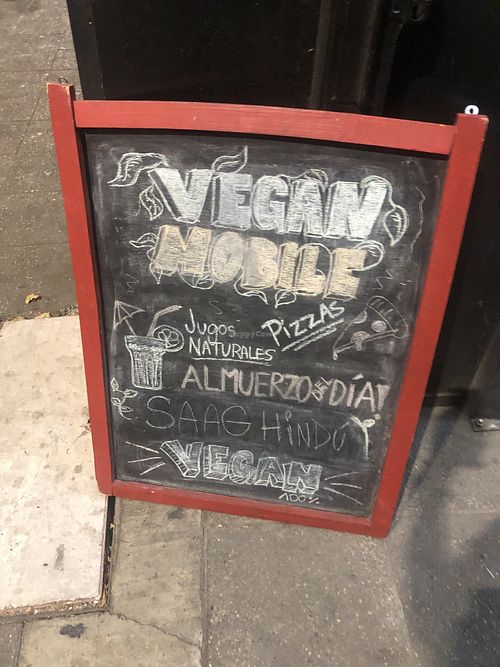 VEGAN
MOBILE
JUGOS
NATURALES
PIZZAS
ALMUERZO DEL DÍA!
SAAG HINDÚ
VEGAN
100%